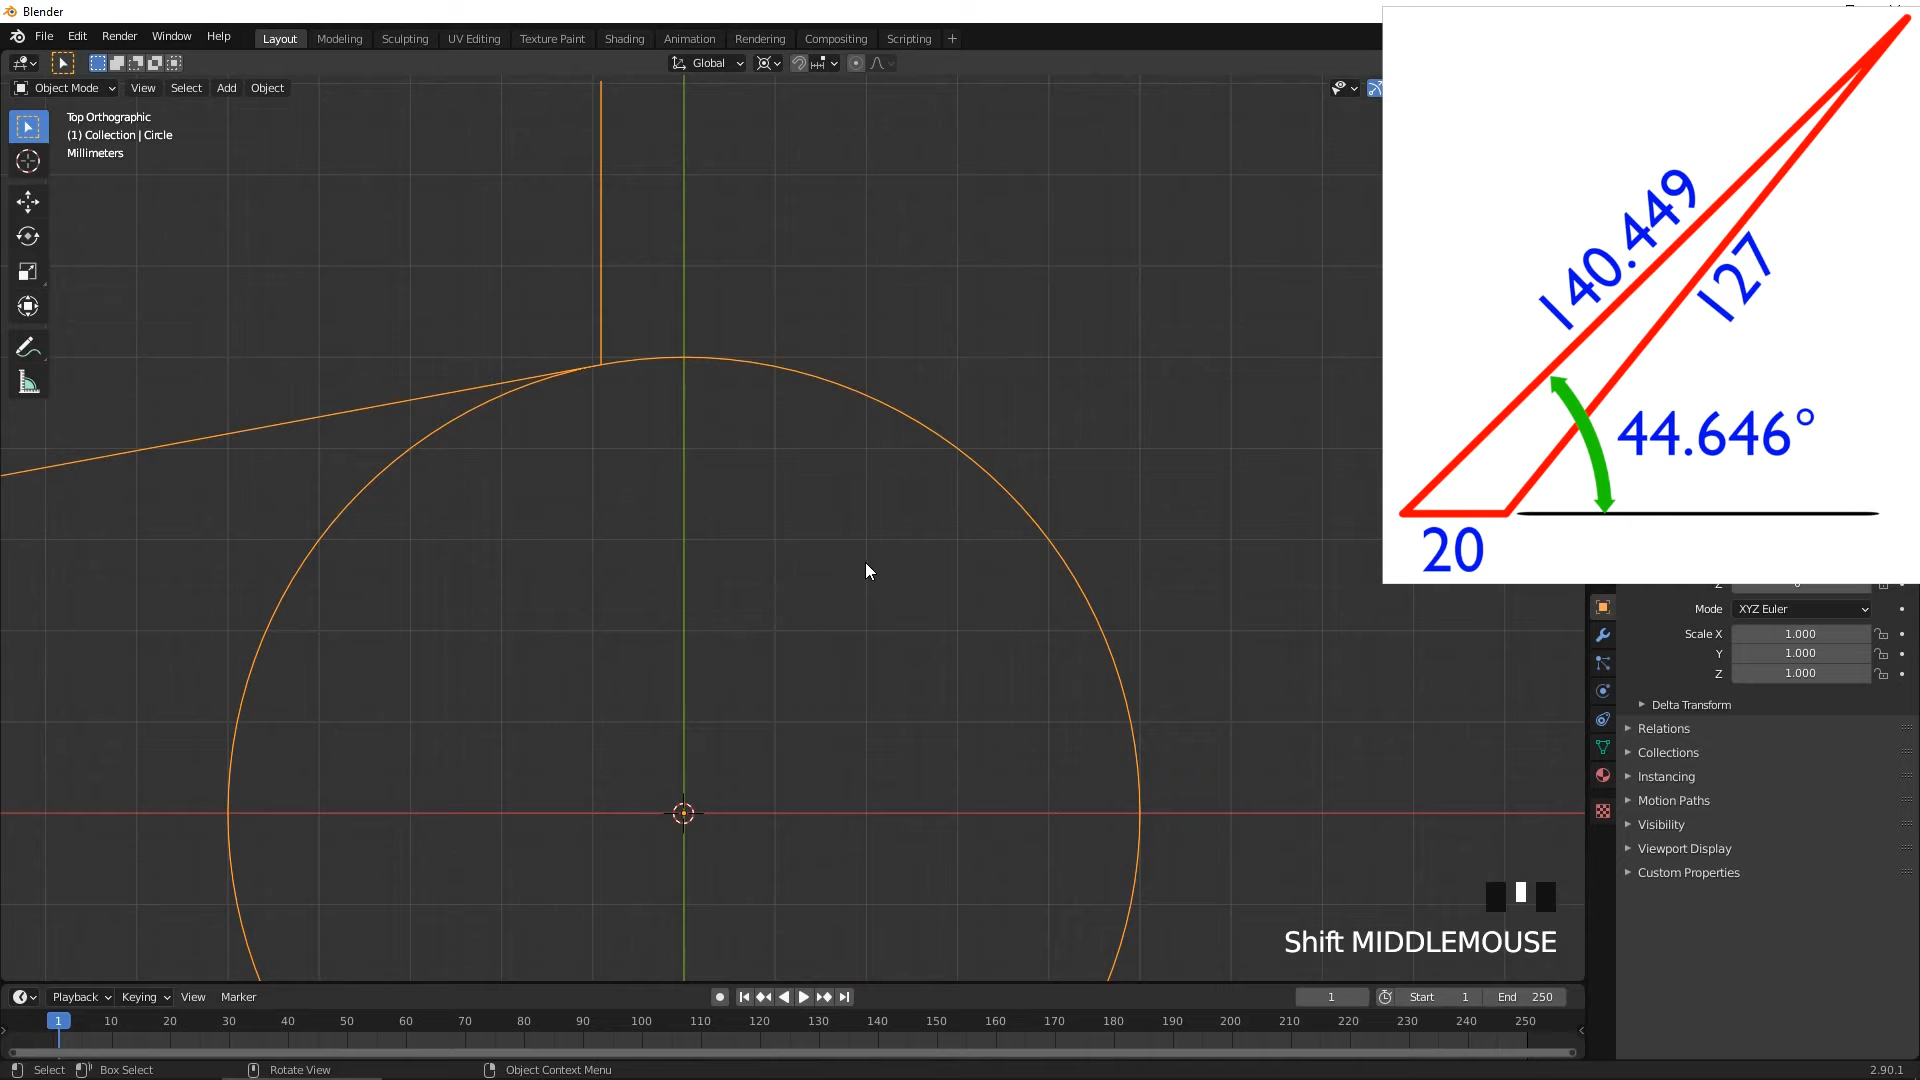 Blender
File Edit Render Window Help Layout Modeling Sculpting UV Editing Texture Paint Shading Animation Rendering Compositing Scripting +
Global
Object Mode View Select Add Object
Top Orthographic
(1) Collection | Circle
Millimeters
140.449
127
44.646°
20
Mode XYZ Euler
Scale X 1.000
Y 1.000
Z 1.000
Delta Transform
Relations
Collections
Instancing
Motion Paths
Visibility
Viewport Display
Custom Properties
Shift MIDDLEMOUSE
Playback Keying View Marker 1 Start 1 End 250
1 10 20 30 40 50 60 70 80 90 100 110 120 130 140 150 160 170 180 190 200 210 220 230 240 250
Select Box Select Rotate View Object Context Menu 2.90.1